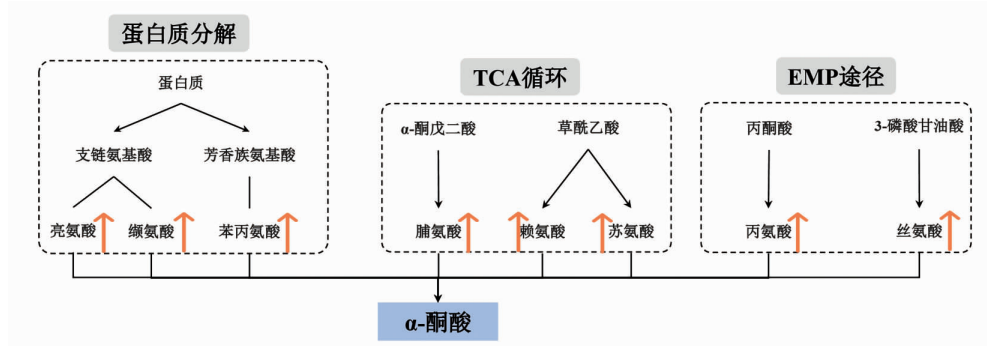 蛋白质分解
TCA循环
EMP途径
蛋白质
α-酮戊二酸
草酰乙酸
丙酮酸
3-磷酸甘油酸
支链氨基酸
芳香族氨基酸
亮氨酸
缬氨酸
苯丙氨酸
脯氨酸
赖氨酸
苏氨酸
丙氨酸
丝氨酸
α-酮酸